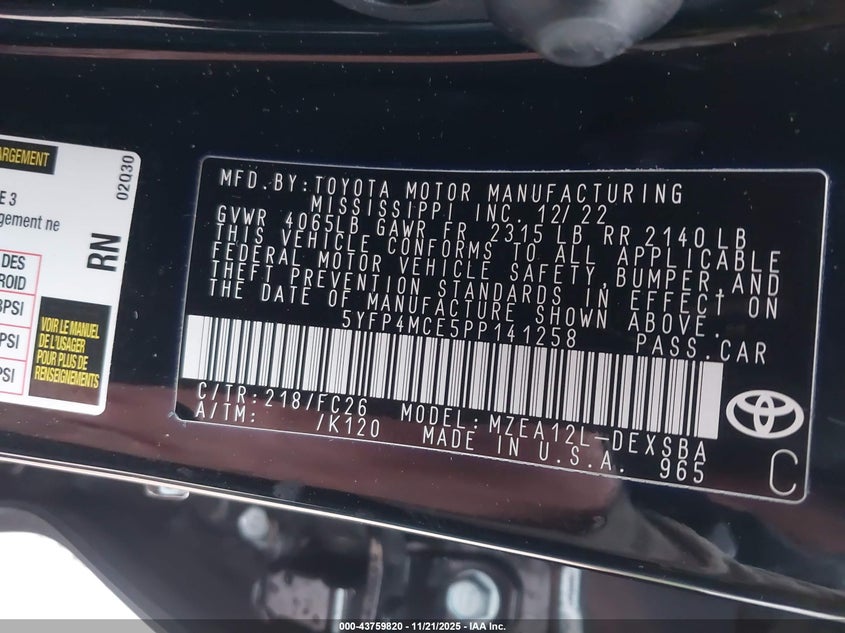 ARGEMENT
E 3
gement ne
DES
ROID
PSI
PSI
PSI
VOIR LE MANUEL
DE L'USAGER
POUR PLUS DE
RENSEIGNEMENTS
RN
02Q30
MFD.BY:TOYOTA MOTOR MANUFACTURING
MISSISSIPPI INC. 12/22
GVWR 4065LB GAWR FR 2315 LB RR 2140LB
THIS VEHICLE CONFORMS TO ALL APPLICABLE
FEDERAL MOTOR VEHICLE SAFETY,BUMPER,AND
THEFT PREVENTION STANDARDS IN EFFECT ON
THE DATE OF MANUFACTURE SHOWN ABOVE.
5YFP4MCE5PP141258 PASS.CAR
C/TR:218/FC26 MODEL:MZEA12L-DEXSBA
A/TM: /K120 MADE IN U.S.A. 965
C
000-43759820 - 11/21/2025 - IAA Inc.